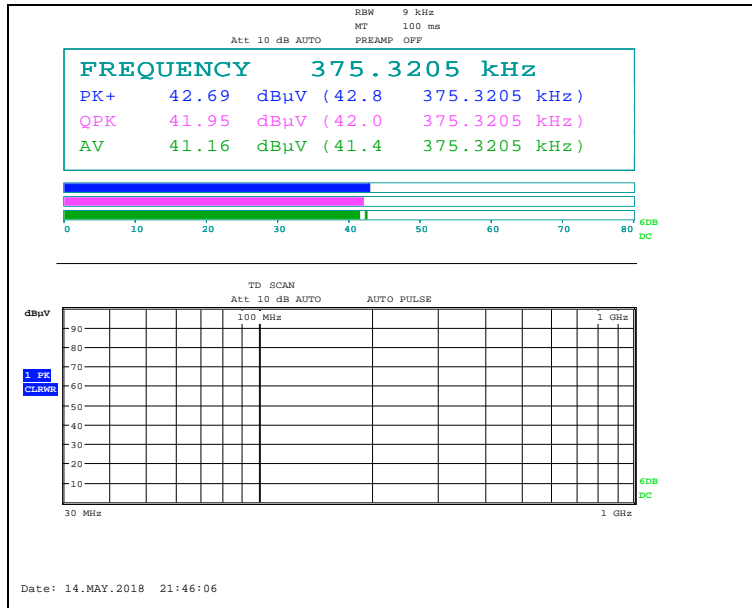 RBW 9 kHz
MT 100 ms
Att 10 dB AUTO PREAMP OFF
FREQUENCY 375.3205 kHz
PK+ 42.69 dBµV (42.8 375.3205 kHz)
QPK 41.95 dBµV (42.0 375.3205 kHz)
AV 41.16 dBµV (41.4 375.3205 kHz)
0 10 20 30 40 50 60 70 80
6DB
DC
TD SCAN
Att 10 dB AUTO AUTO PULSE
dBµV
100 MHz 1 GHz
90
80
70
1 PK
60
CLRWR
50
40
30
20
10
6DB
DC
30 MHz 1 GHz
Date: 14.MAY.2018 21:46:06